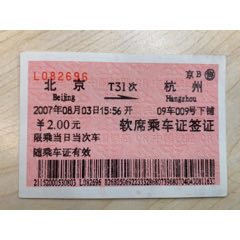 L082696 京B售
北京 T31次 杭州
Beijing Hangzhou
2007年08月03日15:56开 09车009号下铺
¥2.00元 软席乘车证签证
限乘当日当次车
随乘车证有效